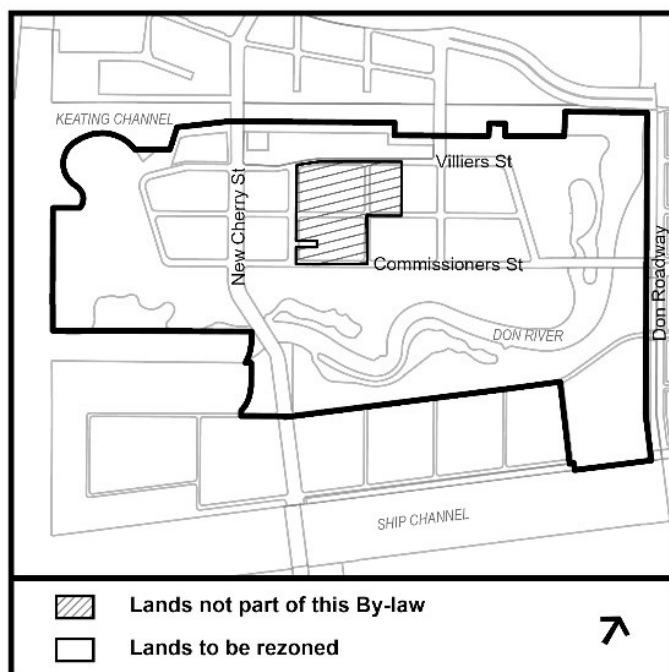 KEATING CHANNEL
Villiers St
New Cherry St
Commissioners St
Don Roadway
DON RIVER
SHIP CHANNEL
Lands not part of this By-law
Lands to be rezoned